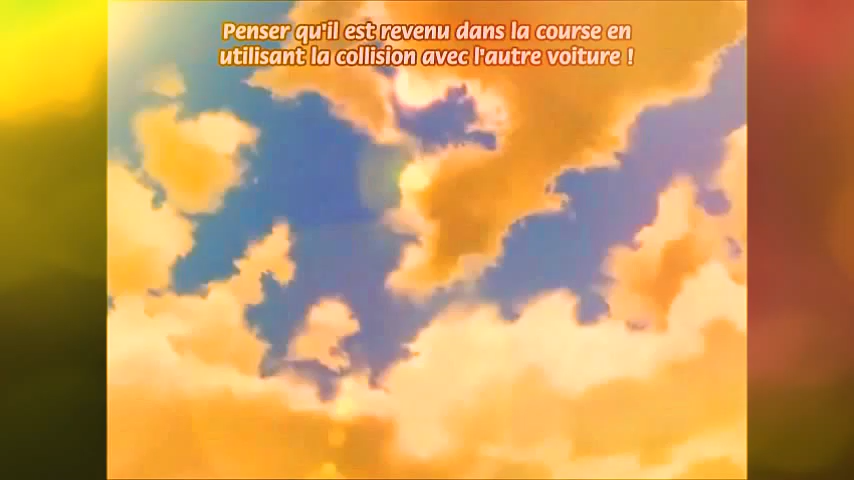 Penser qu'il est revenu dans la course en
utilisant la collision avec l'autre voiture !